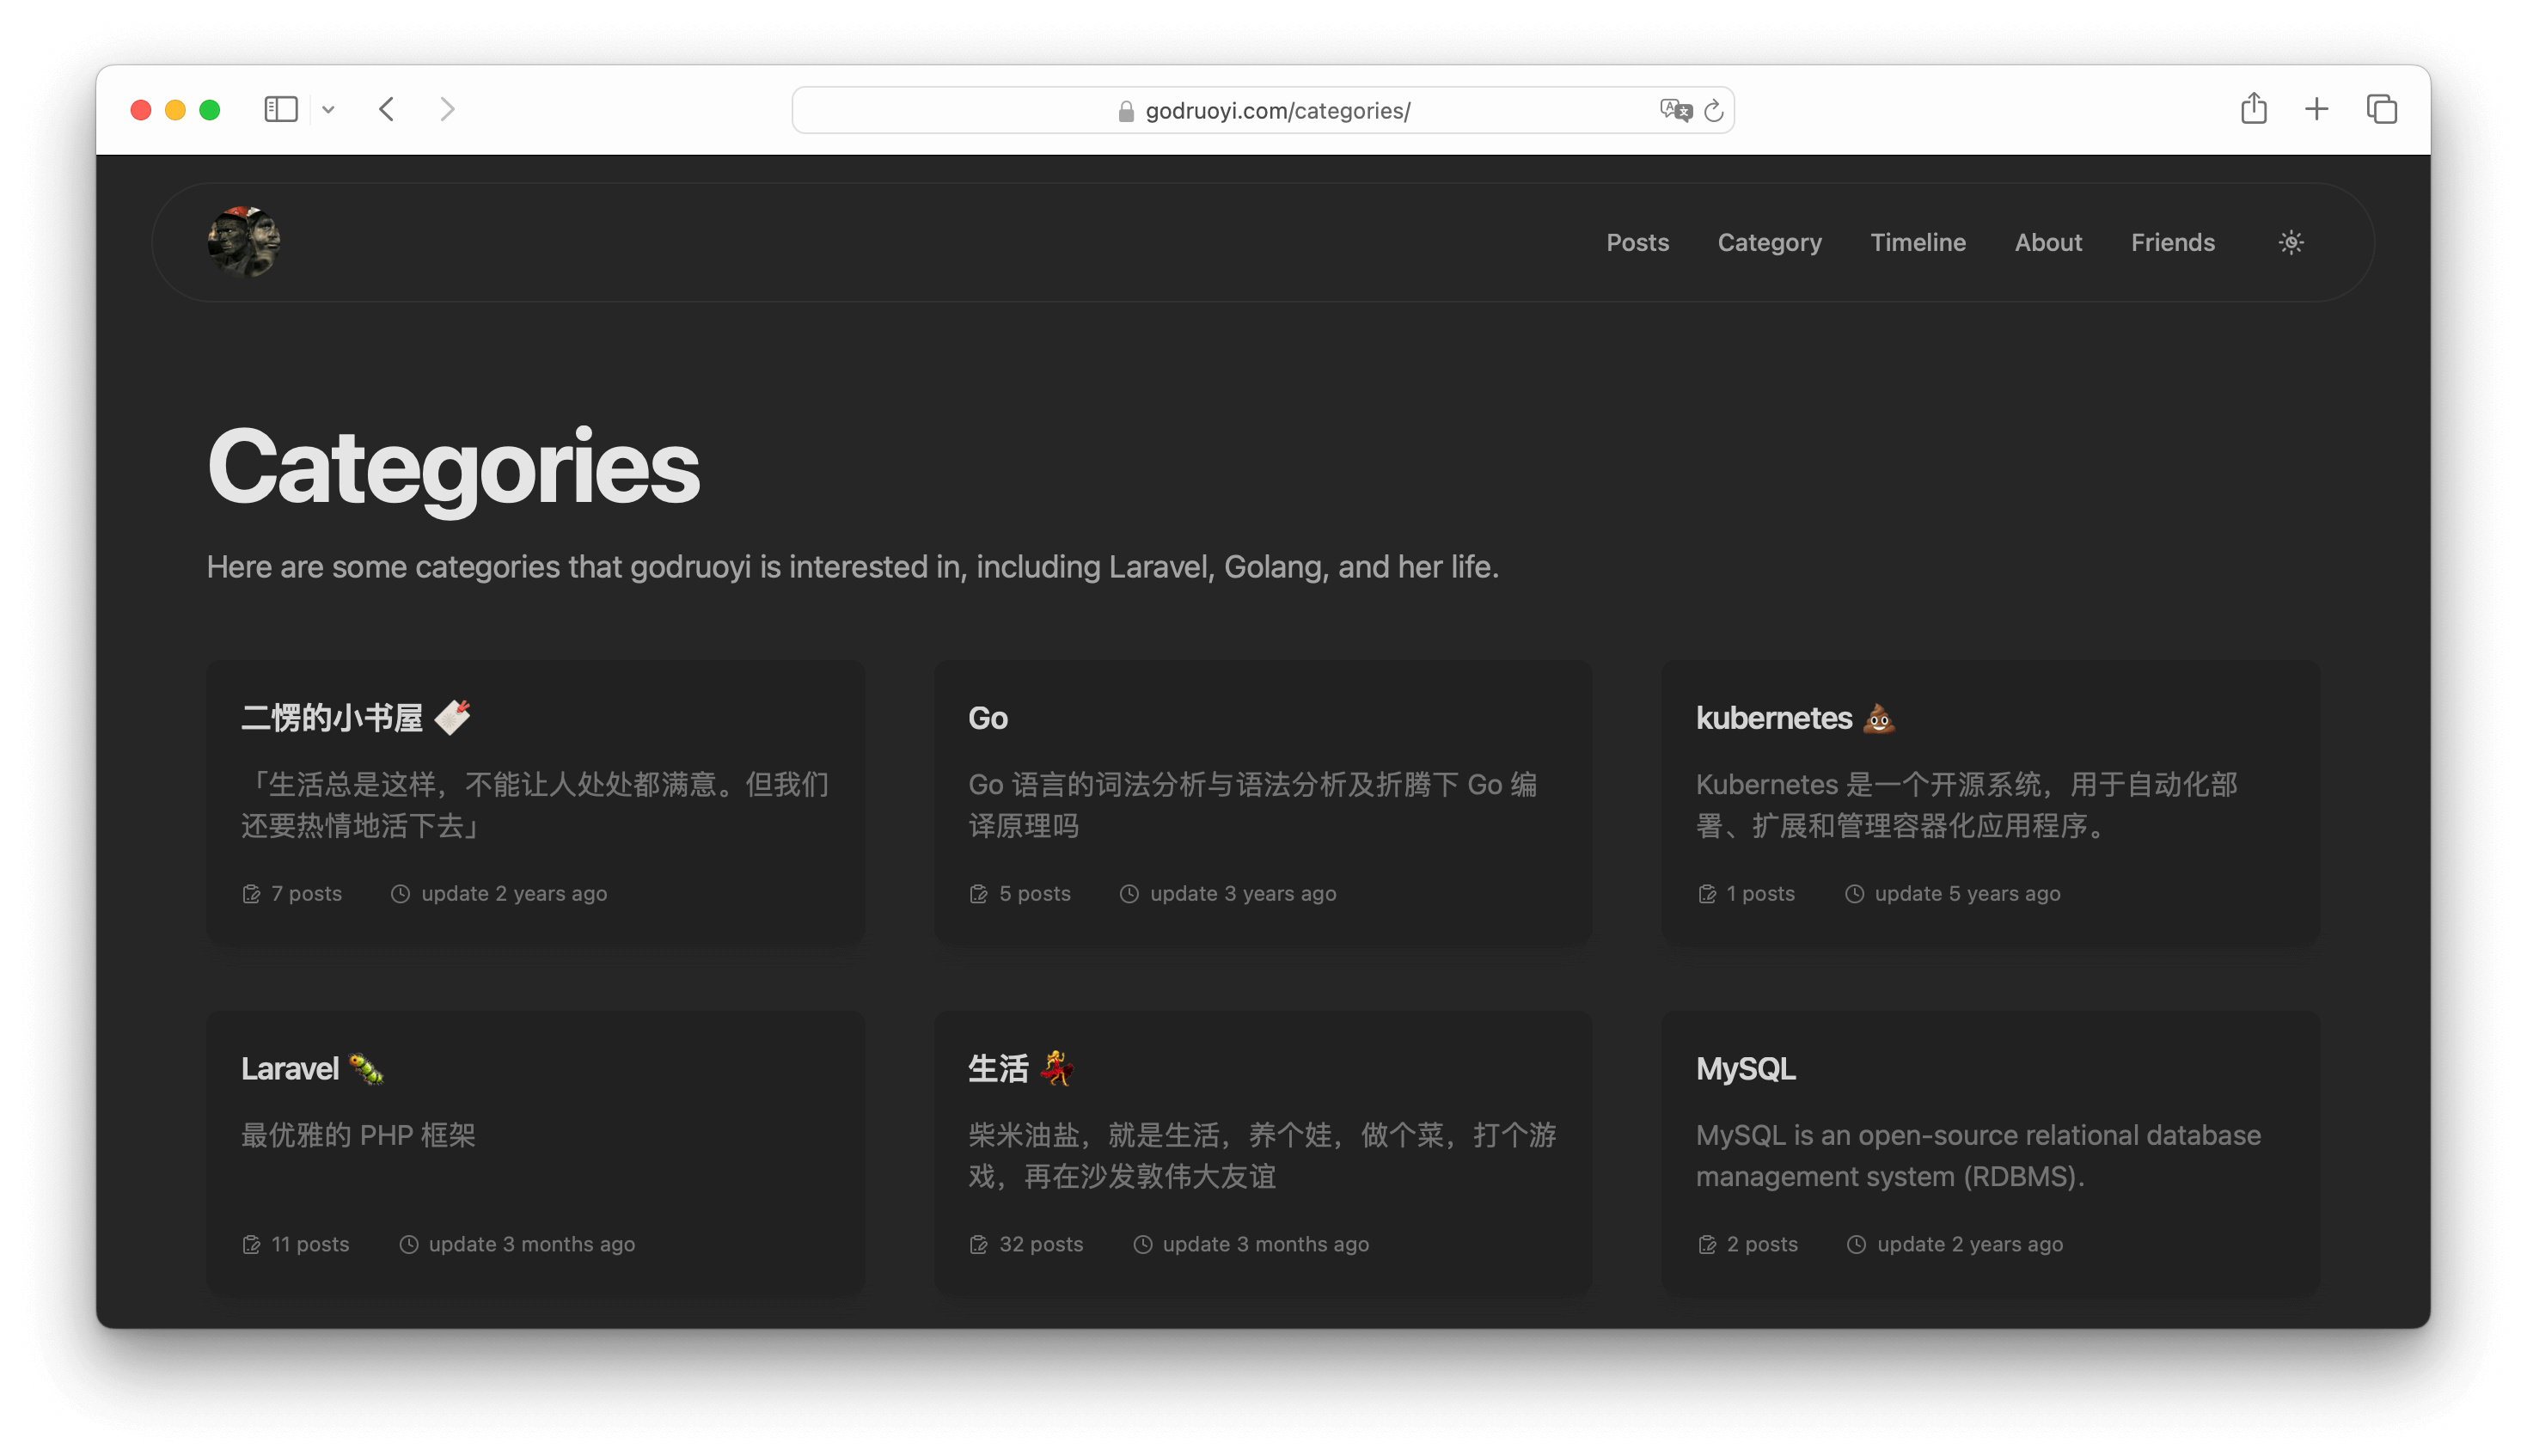 godruoyi.com/categories/
Posts Category Timeline About Friends
Categories
Here are some categories that godruoyi is interested in, including Laravel, Golang, and her life.
二愣的小书屋
「生活总是这样，不能让人处处都满意。但我们
还要热情地活下去」
7 posts update 2 years ago
Go
Go 语言的词法分析与语法分析及折腾下 Go 编
译原理吗
5 posts update 3 years ago
kubernetes 💩
Kubernetes 是一个开源系统，用于自动化部
署、扩展和管理容器化应用程序。
1 posts update 5 years ago
Laravel 🐛
最优雅的 PHP 框架
11 posts update 3 months ago
生活 💃
柴米油盐，就是生活，养个娃，做个菜，打个游
戏，再在沙发敦伟大友谊
32 posts update 3 months ago
MySQL
MySQL is an open-source relational database
management system (RDBMS).
2 posts update 2 years ago